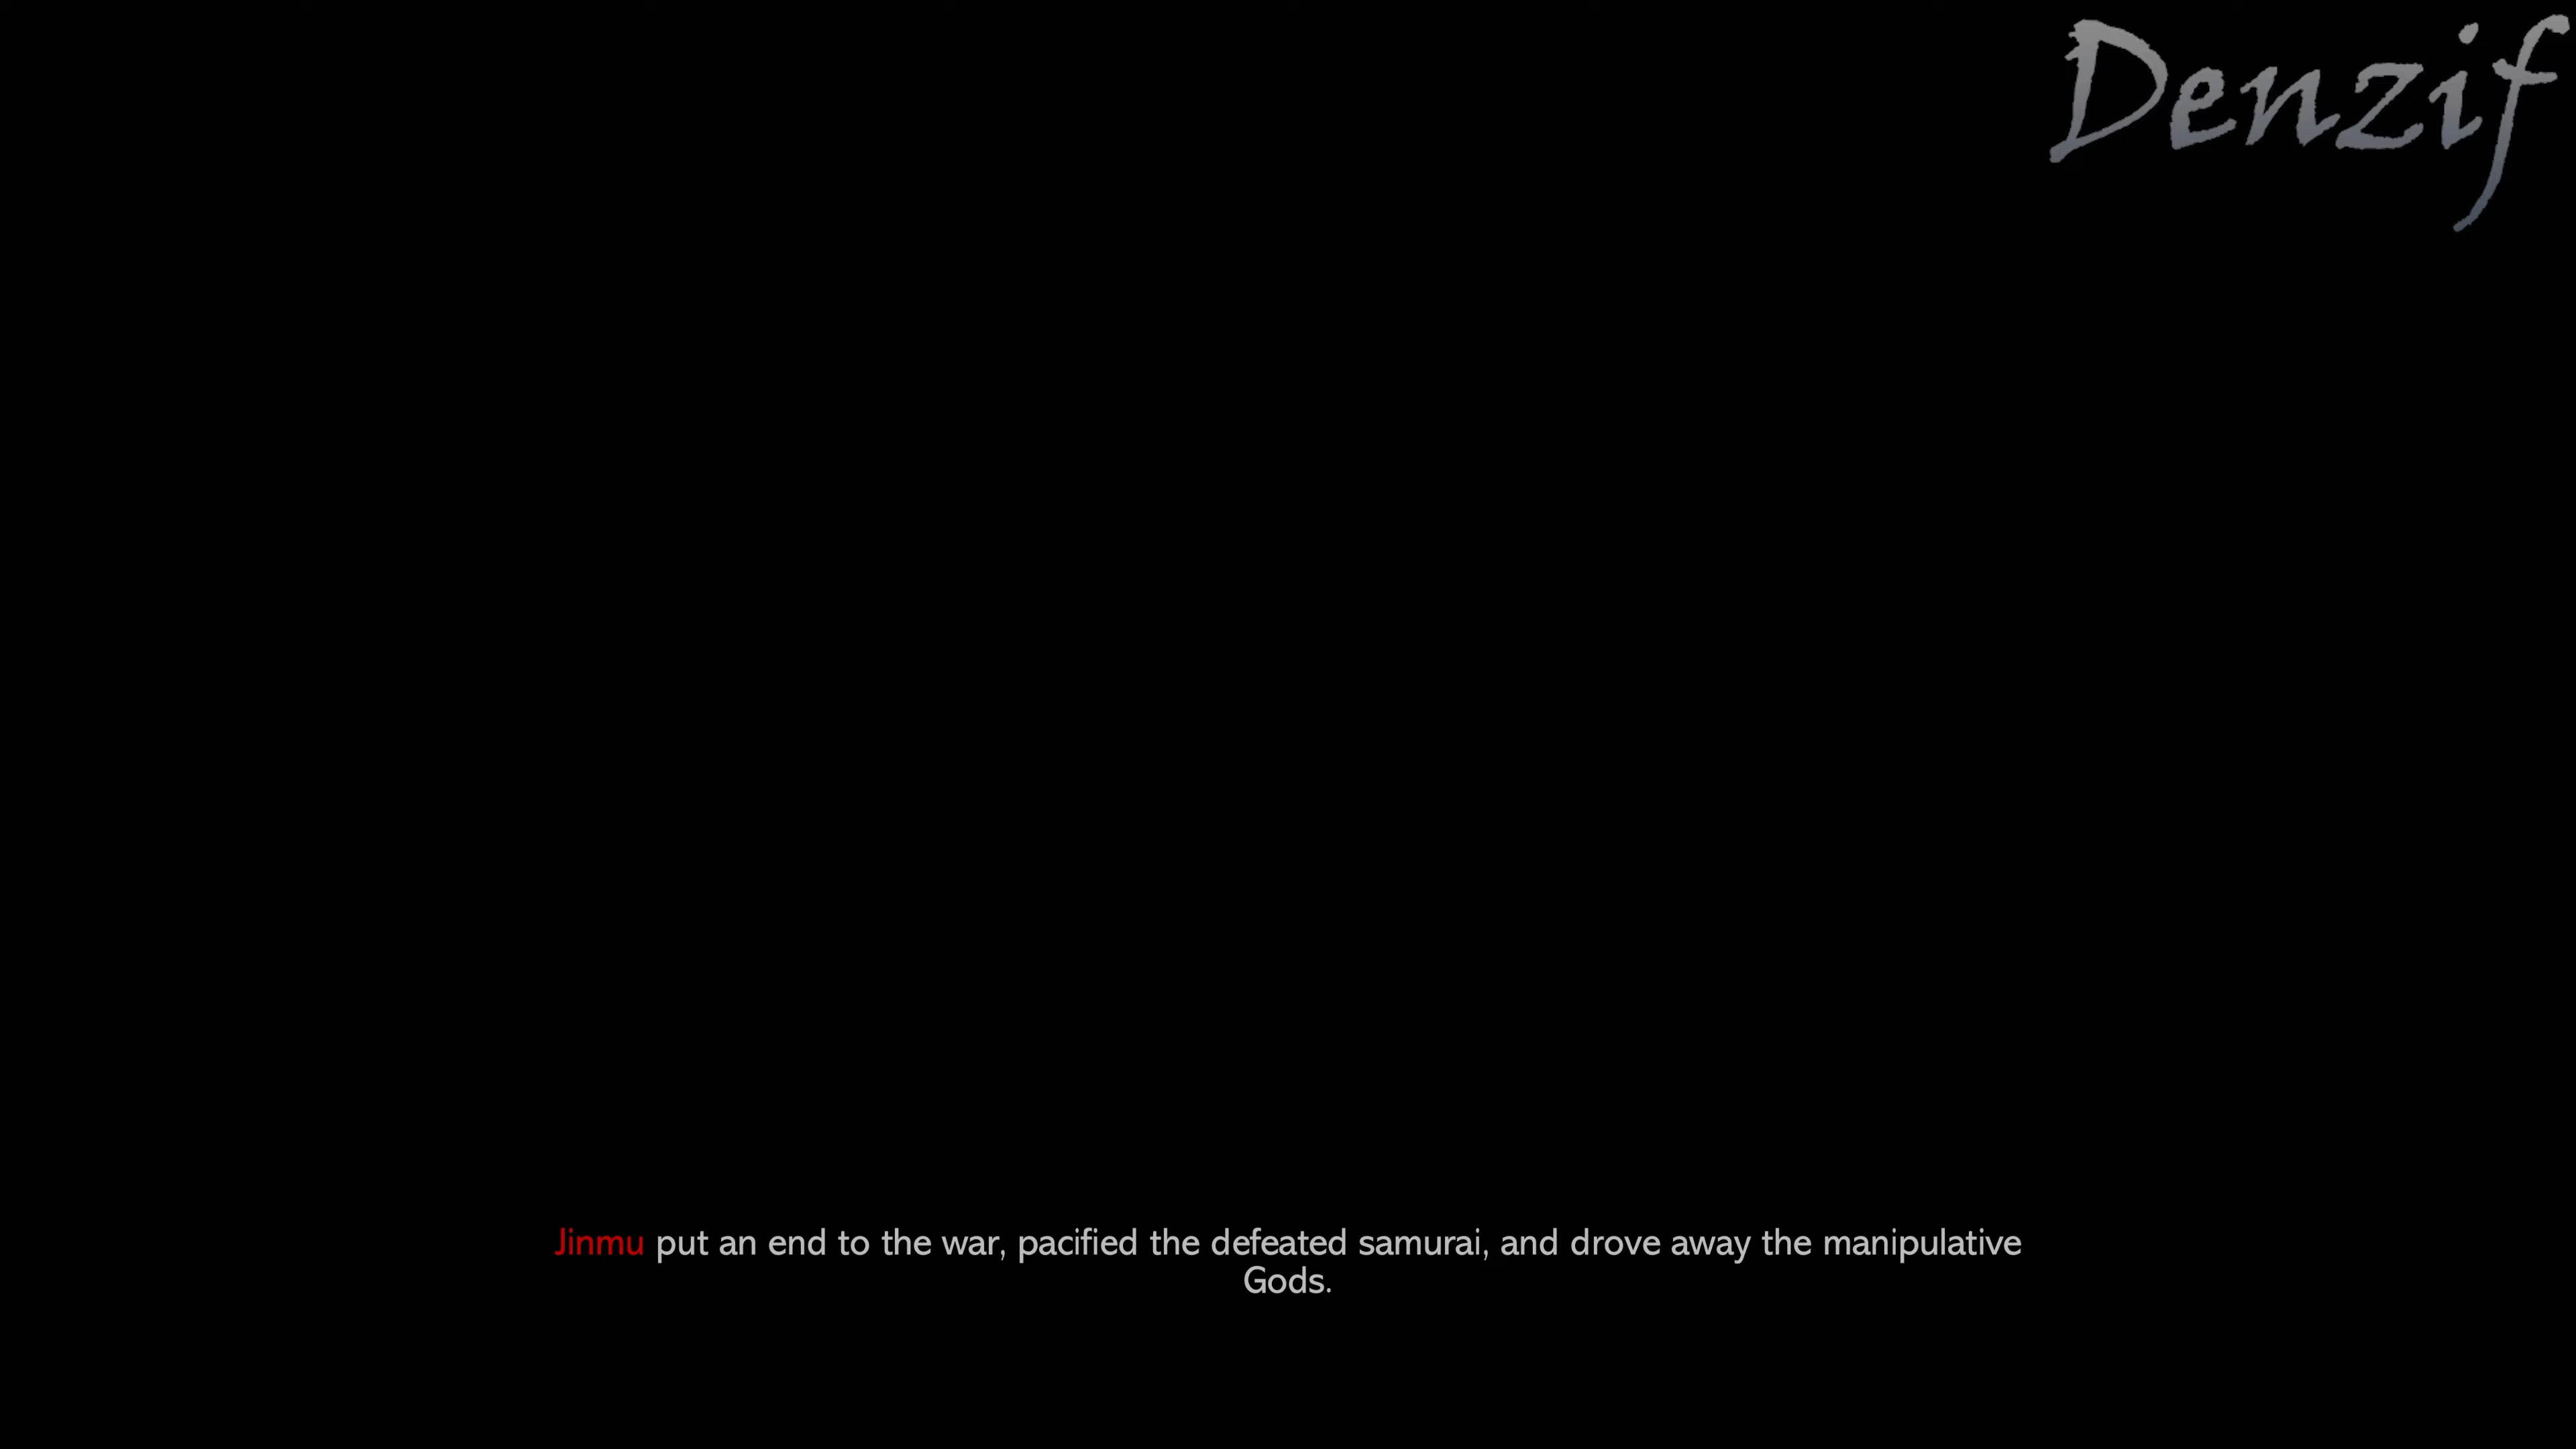 Denzif
Jinmu put an end to the war, pacified the defeated samurai, and drove away the manipulative
Gods.